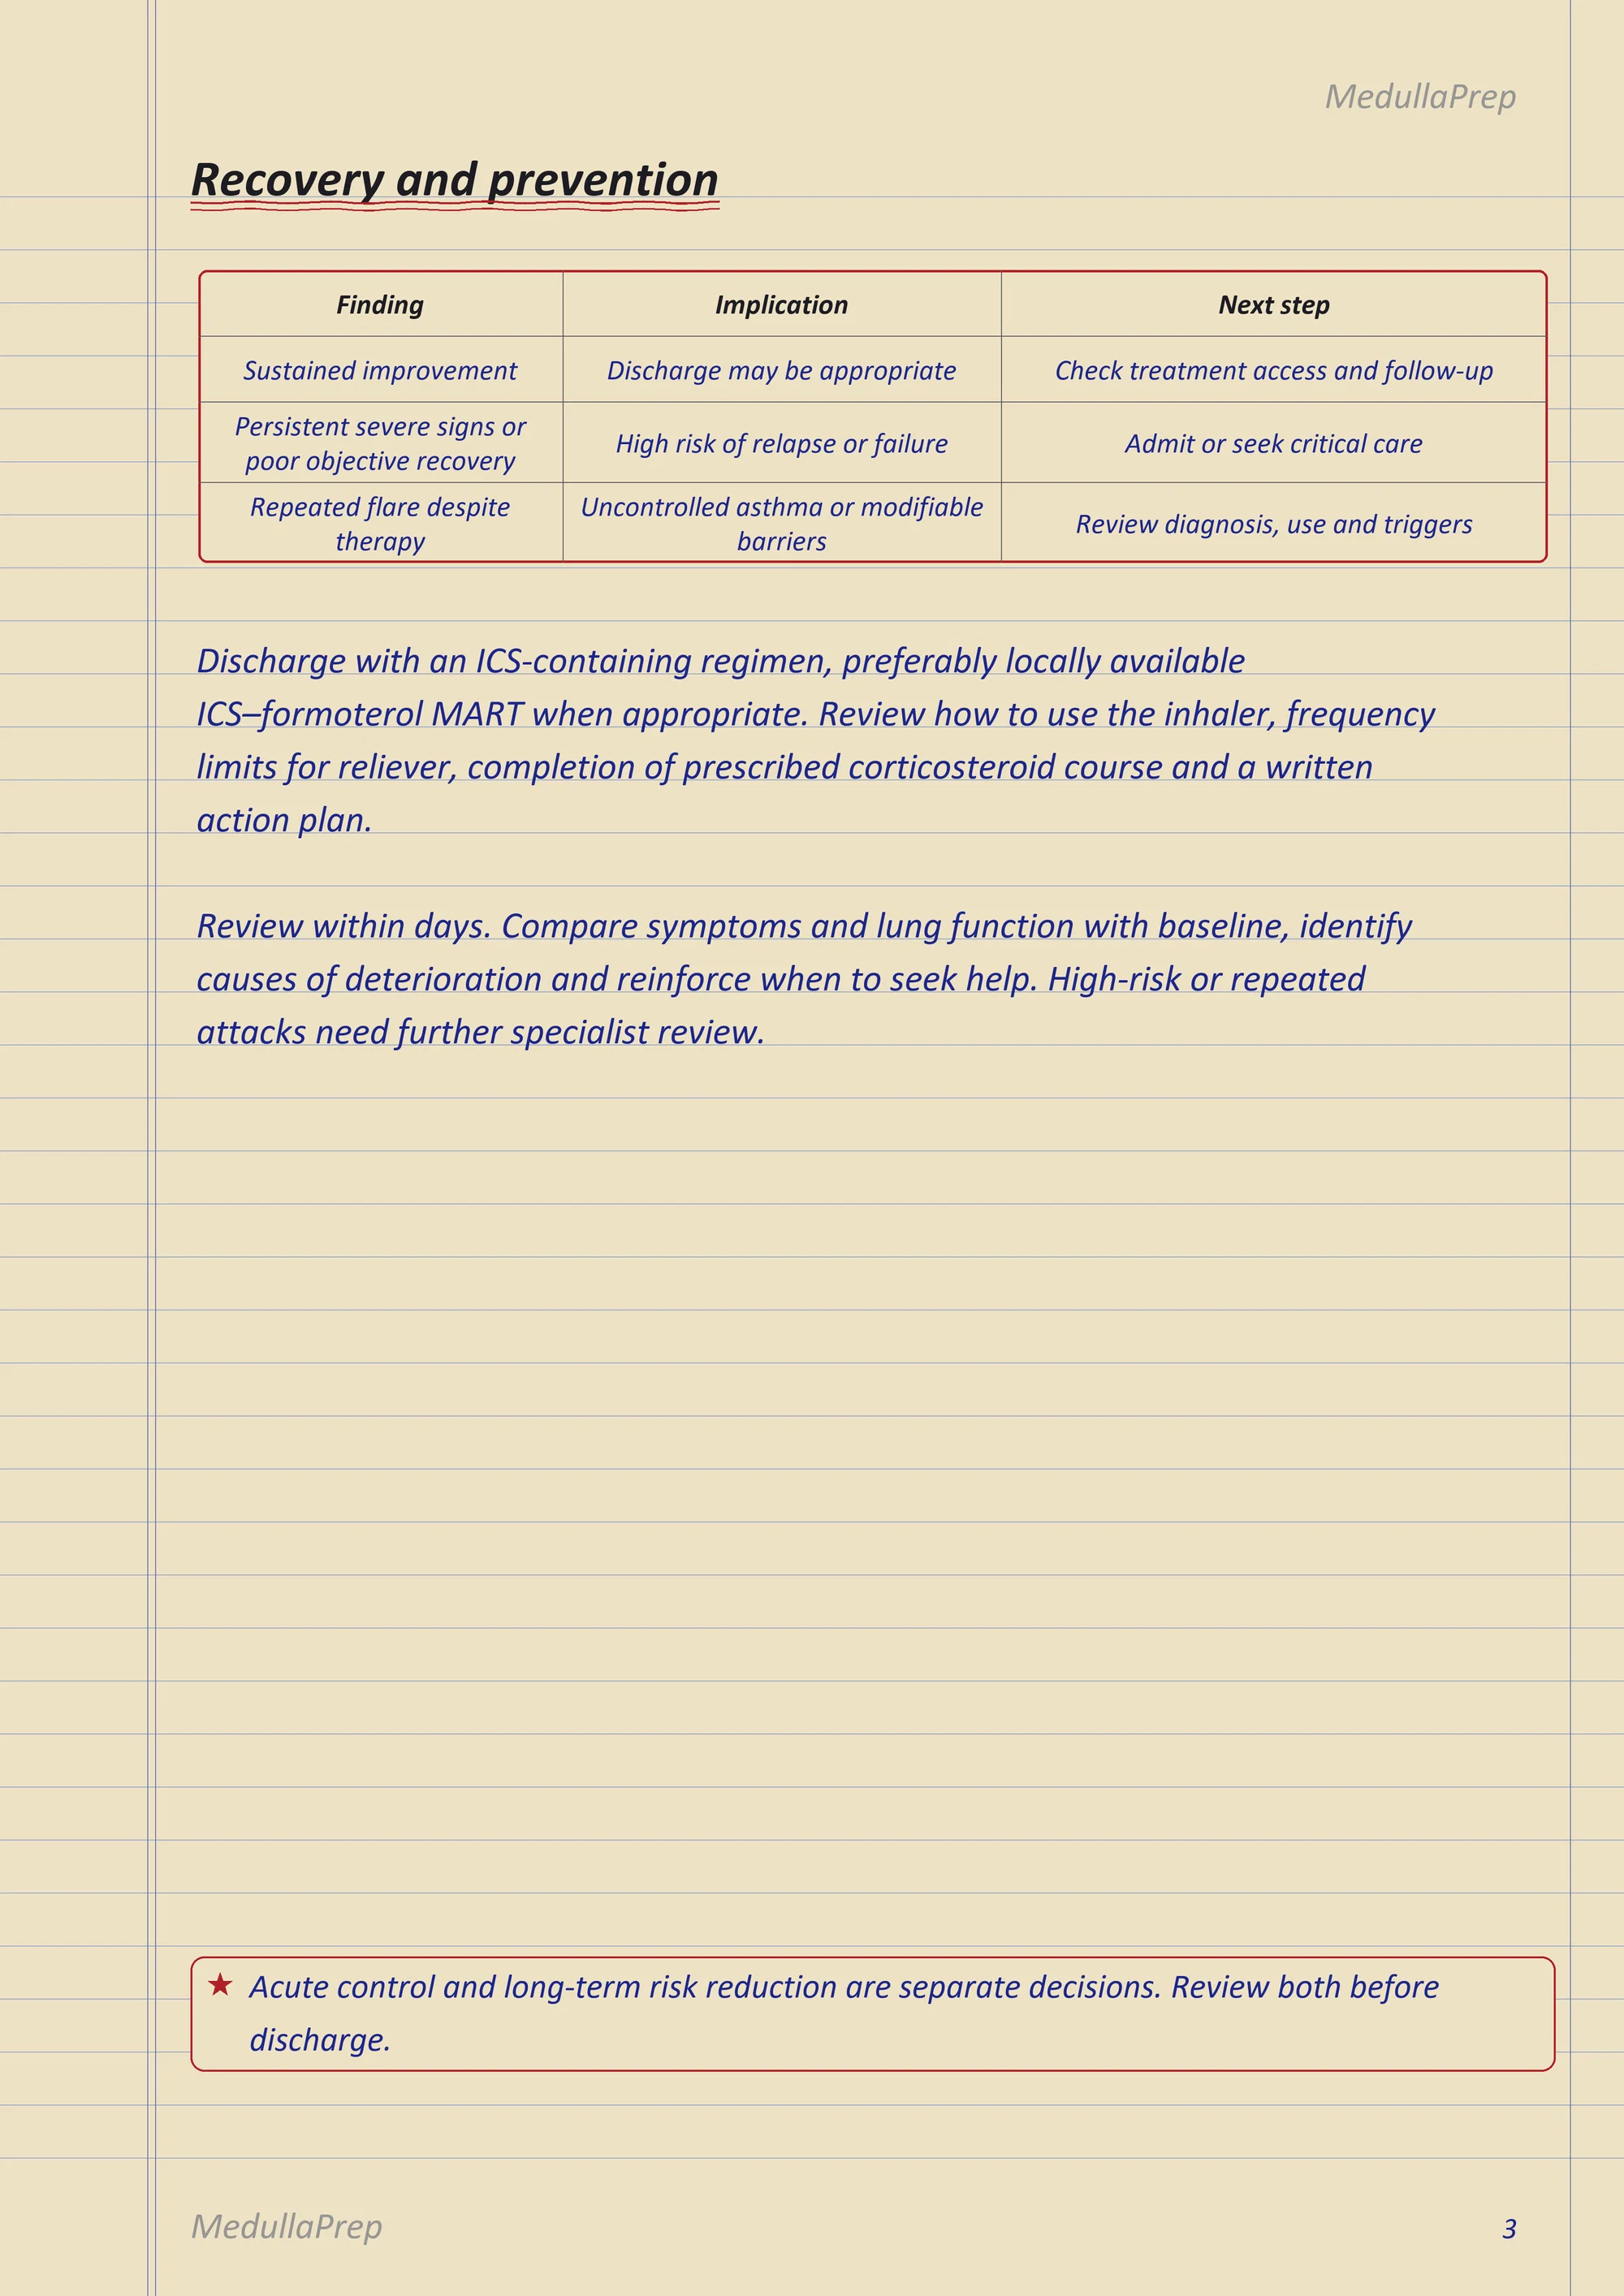 MedullaPrep
Recovery and prevention
Finding Implication Next step
Sustained improvement Discharge may be appropriate Check treatment access and follow-up
Persistent severe signs or
poor objective recovery High risk of relapse or failure Admit or seek critical care
Repeated flare despite
therapy Uncontrolled asthma or modifiable
barriers Review diagnosis, use and triggers
Discharge with an ICS-containing regimen, preferably locally available
ICS–formoterol MART when appropriate. Review how to use the inhaler, frequency
limits for reliever, completion of prescribed corticosteroid course and a written
action plan.
Review within days. Compare symptoms and lung function with baseline, identify
causes of deterioration and reinforce when to seek help. High-risk or repeated
attacks need further specialist review.
★ Acute control and long-term risk reduction are separate decisions. Review both before
discharge.
MedullaPrep 3